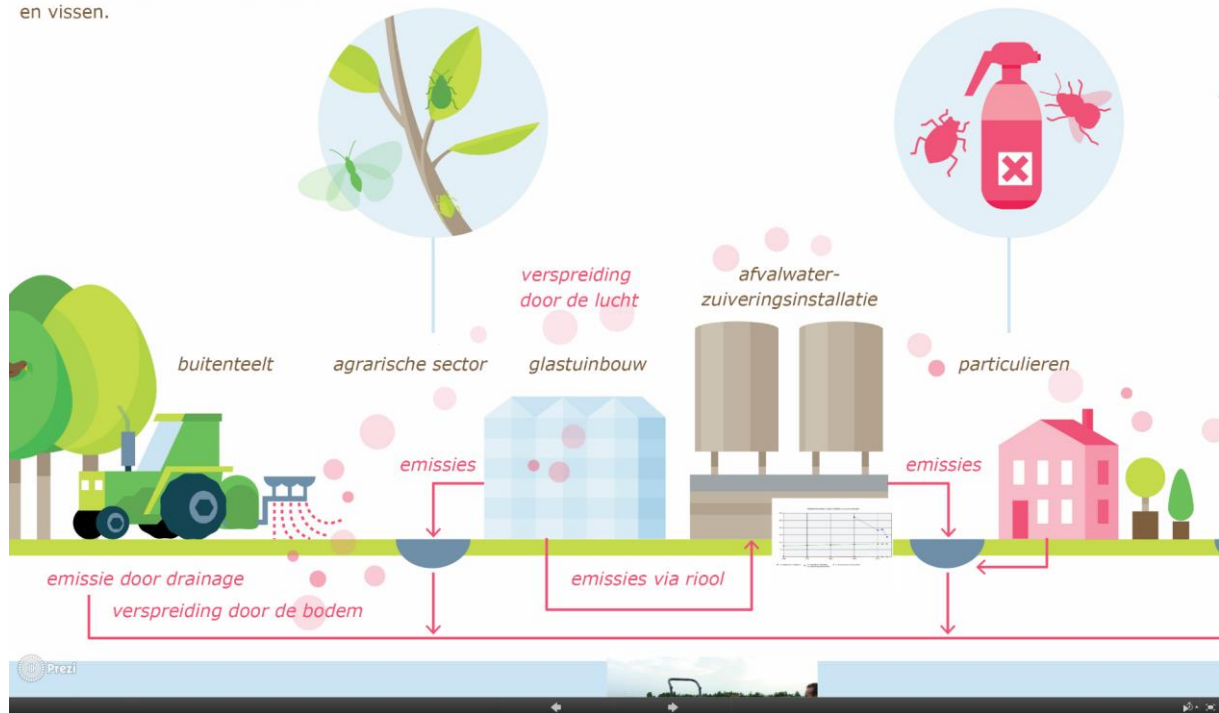 en vissen.
verspreiding
door de lucht
afvalwater-
zuiveringsinstallatie
buitenteelt
agrarische sector
glastuinbouw
particulieren
emissies
emissies
emissie door drainage
emissies via riool
verspreiding door de bodem
Prezi